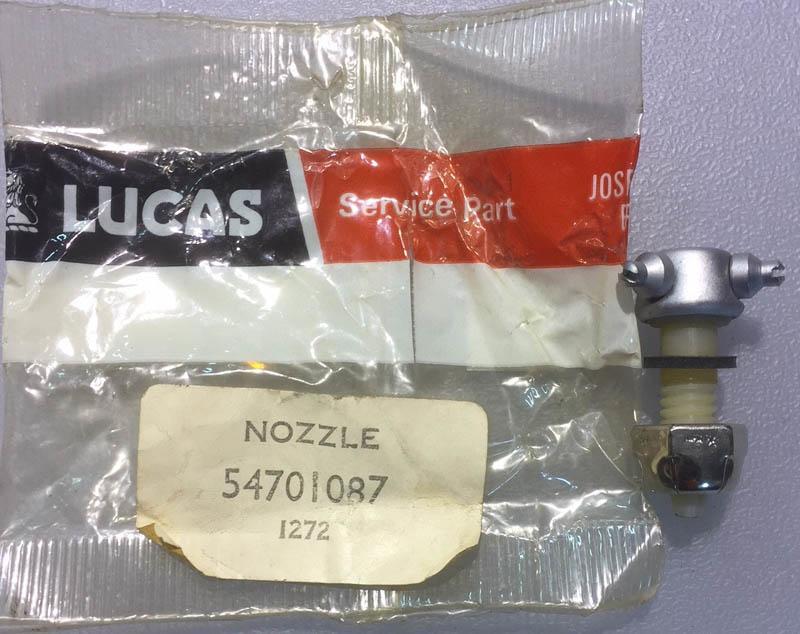 LUCAS
Service Part
NOZZLE
54701087
1272